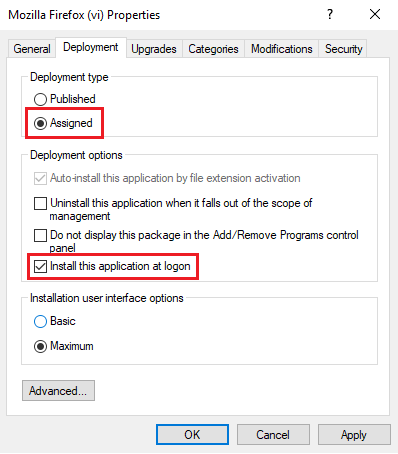 Mozilla Firefox (vi) Properties
?
General
Deployment
Upgrades
Categories
Modifications
Security
Deployment type
Published
Assigned
Deployment options
Auto-install this application by file extension activation
Uninstall this application when it falls out of the scope of
management
Do not display this package in the Add/Remove Programs control
panel
Install this application at logon
Installation user interface options
Basic
Maximum
Advanced...
OK
Cancel
Apply